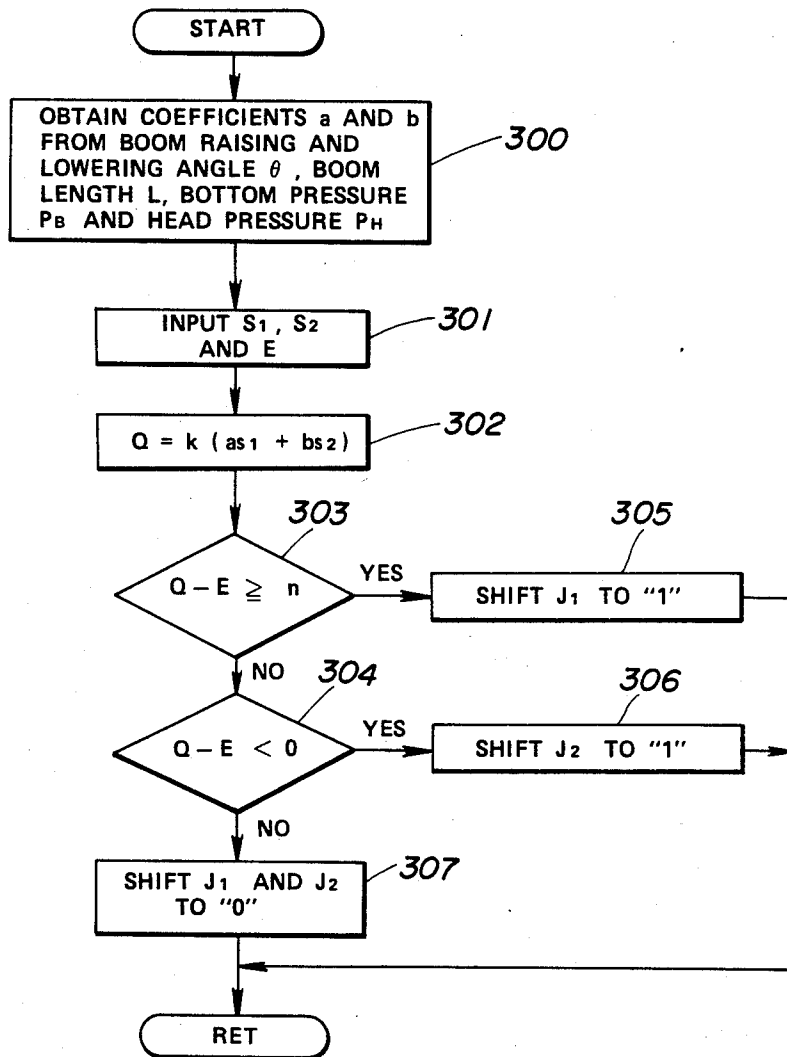 START
OBTAIN COEFFICIENTS a AND b
FROM BOOM RAISING AND
LOWERING ANGLE θ , BOOM
LENGTH L, BOTTOM PRESSURE
PB AND HEAD PRESSURE PH
300
INPUT S1 , S2
AND E
301
Q = k ( as1 + bs2 )
302
303
Q – E ≧ n
YES
305
SHIFT J1 TO "1"
NO
304
Q – E < 0
YES
306
SHIFT J2 TO "1"
NO
SHIFT J1 AND J2
TO "0"
307
RET